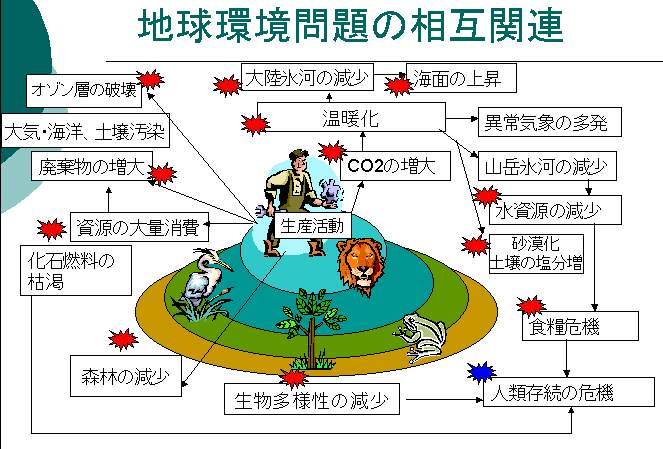 地球環境問題の相互関連
大陸氷河の減少
海面の上昇
オゾン層の破壊
温暖化
異常気象の多発
大気・海洋、土壌汚染
廃棄物の増大
CO2の増大
山岳氷河の減少
水資源の減少
資源の大量消費
生産活動
砂漠化
土壌の塩分増
化石燃料の
枯渇
食糧危機
森林の減少
生物多様性の減少
人類存続の危機